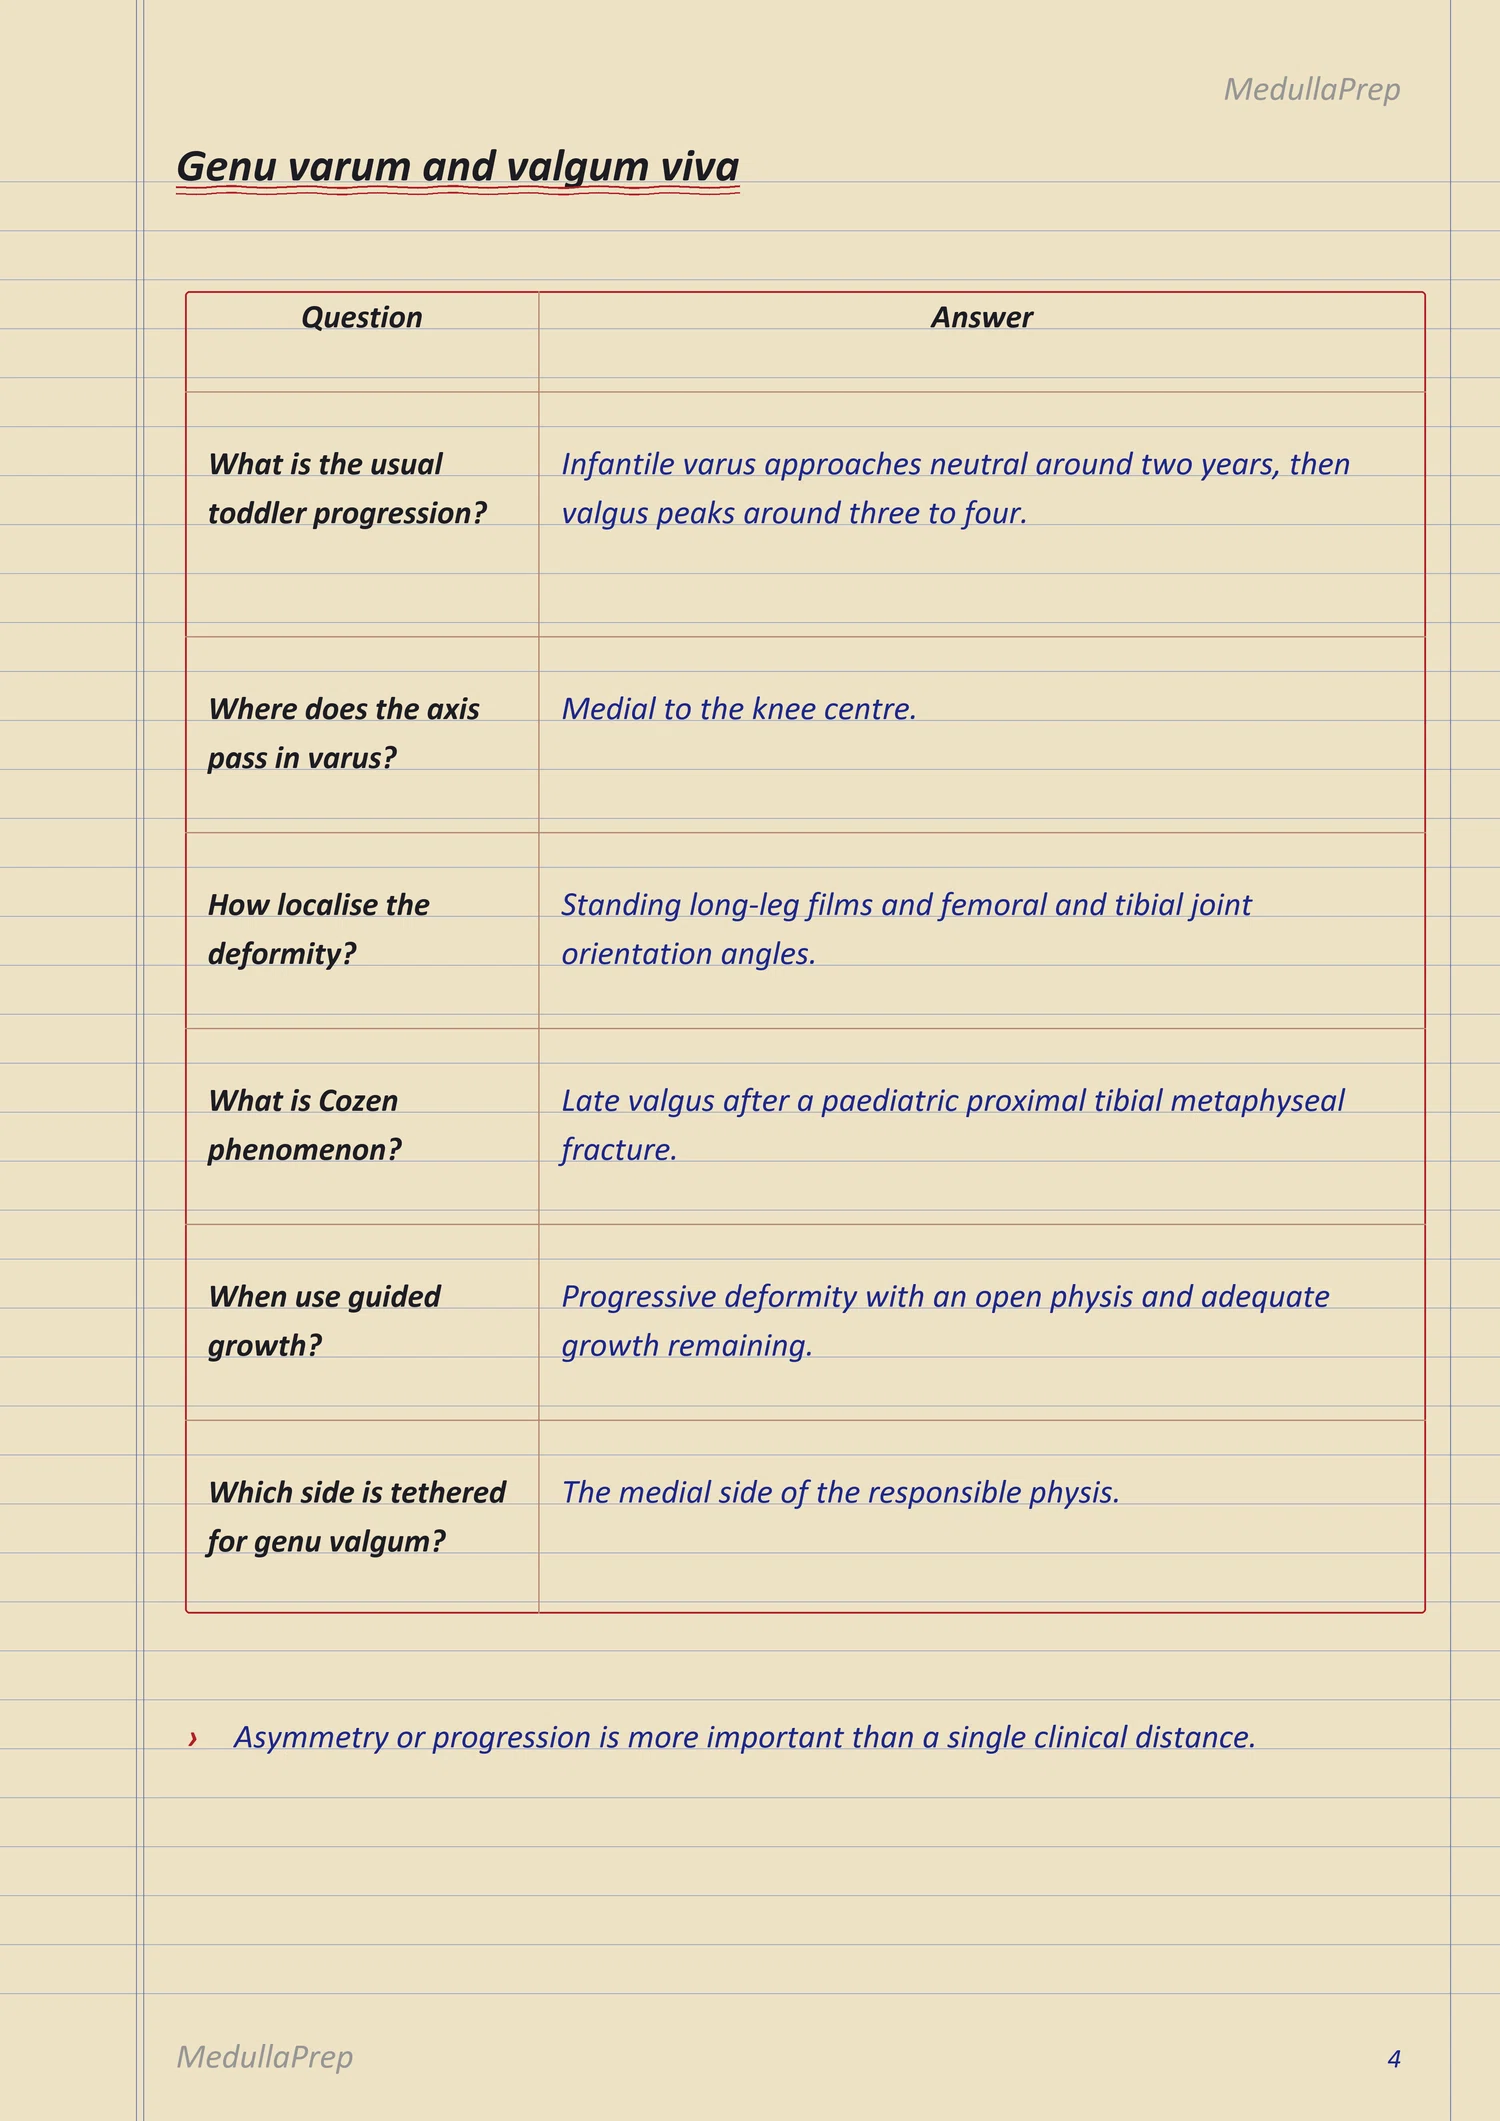 MedullaPrep
Genu varum and valgum viva
Question
Answer
What is the usual
toddler progression?
Infantile varus approaches neutral around two years, then
valgus peaks around three to four.
Where does the axis
pass in varus?
Medial to the knee centre.
How localise the
deformity?
Standing long-leg films and femoral and tibial joint
orientation angles.
What is Cozen
phenomenon?
Late valgus after a paediatric proximal tibial metaphyseal
fracture.
When use guided
growth?
Progressive deformity with an open physis and adequate
growth remaining.
Which side is tethered
for genu valgum?
The medial side of the responsible physis.
› Asymmetry or progression is more important than a single clinical distance.
MedullaPrep
4